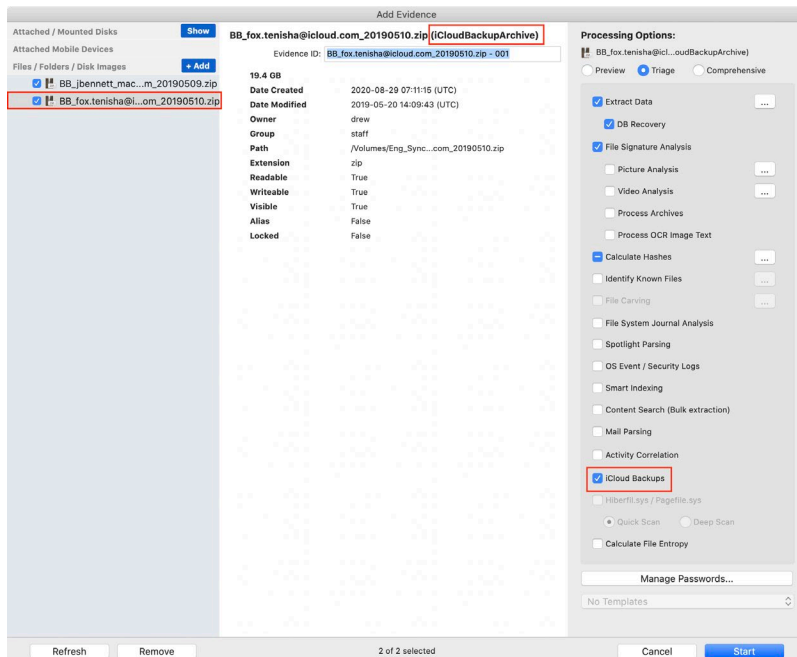 Add Evidence
Attached / Mounted Disks
Show
Attached Mobile Devices
Files / Folders / Disk Images
+ Add
BB_jbennett_mac...m_20190509.zip
BB_fox.tenisha@i...om_20190510.zip
BB_fox.tenisha@icloud.com_20190510.zip (iCloudBackupArchive)
Evidence ID: BB_fox.tenisha@icloud.com_20190510.zip - 001
19.4 GB
Date Created 2020-08-29 07:11:15 (UTC)
Date Modified 2019-05-20 14:09:43 (UTC)
Owner drew
Group staff
Path /Volumes/Eng_Sync...com_20190510.zip
Extension zip
Readable True
Writeable True
Visible True
Alias False
Locked False
Processing Options:
BB_fox.tenisha@icl...oudBackupArchive)
Preview Triage Comprehensive
Extract Data ...
DB Recovery
File Signature Analysis
Picture Analysis ...
Video Analysis ...
Process Archives
Process OCR Image Text
Calculate Hashes ...
Identify Known Files ...
File Carving ...
File System Journal Analysis
Spotlight Parsing
OS Event / Security Logs
Smart Indexing
Content Search (Bulk extraction)
Mail Parsing
Activity Correlation
iCloud Backups
Hiberfil.sys / Pagefile.sys
Quick Scan Deep Scan
Calculate File Entropy
Manage Passwords...
No Templates
Refresh Remove 2 of 2 selected Cancel Start